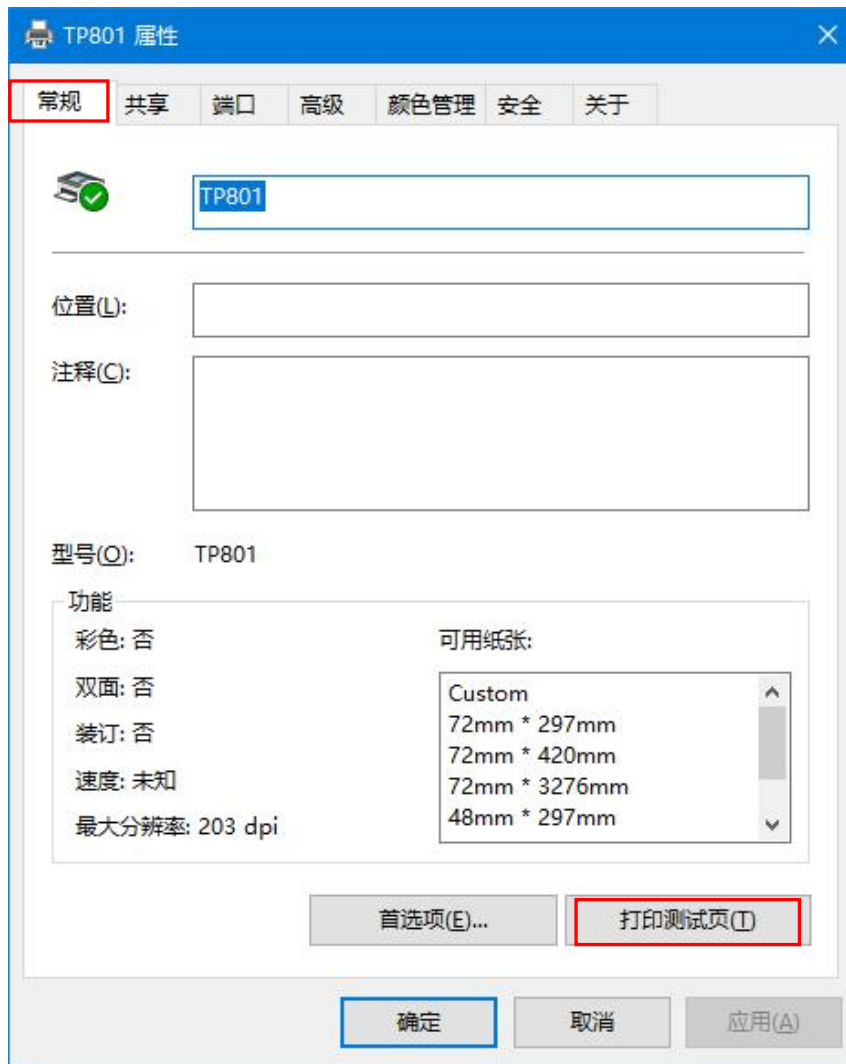 TP801 属性
常规 共享 端口 高级 颜色管理 安全 关于
TP801
位置(L):
注释(C):
型号(O): TP801
功能
彩色: 否
双面: 否
装订: 否
速度: 未知
最大分辨率: 203 dpi
可用纸张:
Custom
72mm * 297mm
72mm * 420mm
72mm * 3276mm
48mm * 297mm
首选项(E)... 打印测试页(T)
确定 取消 应用(A)